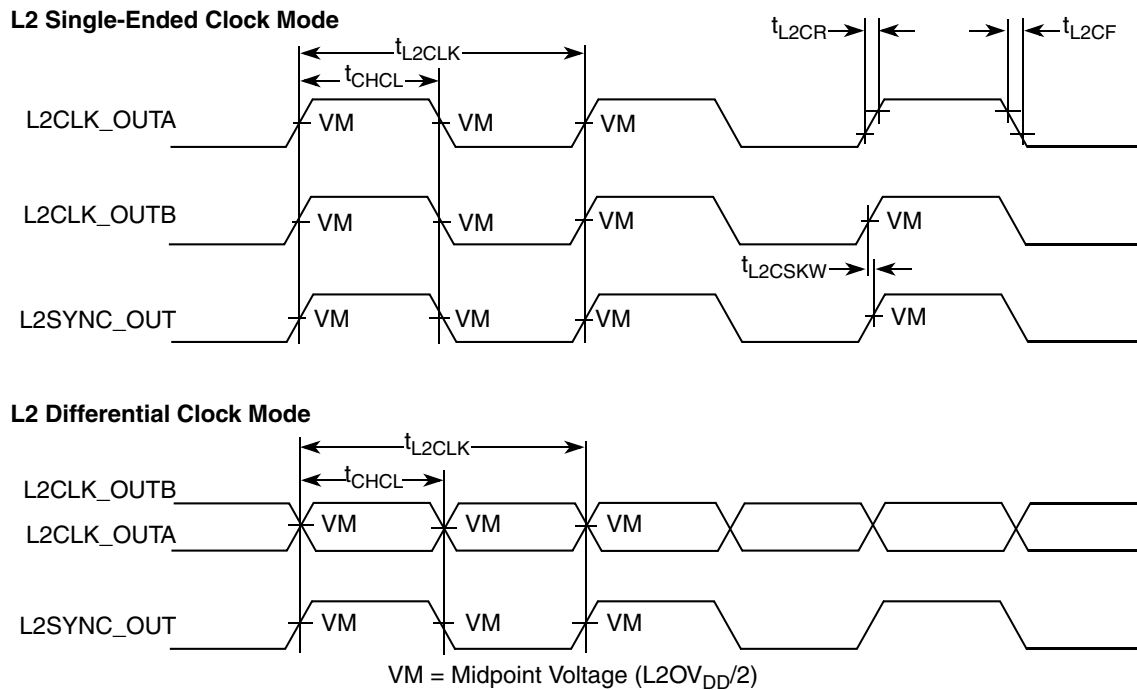 L2 Single-Ended Clock Mode
tL2CR
tL2CF
tL2CLK
tCHCL
L2CLK_OUTA
VM
VM
VM
L2CLK_OUTB
VM
VM
VM
VM
tL2CSKW
L2SYNC_OUT
VM
VM
VM
VM
L2 Differential Clock Mode
tL2CLK
tCHCL
L2CLK_OUTB
L2CLK_OUTA
VM
VM
VM
L2SYNC_OUT
VM
VM
VM
VM = Midpoint Voltage (L2OVDD/2)